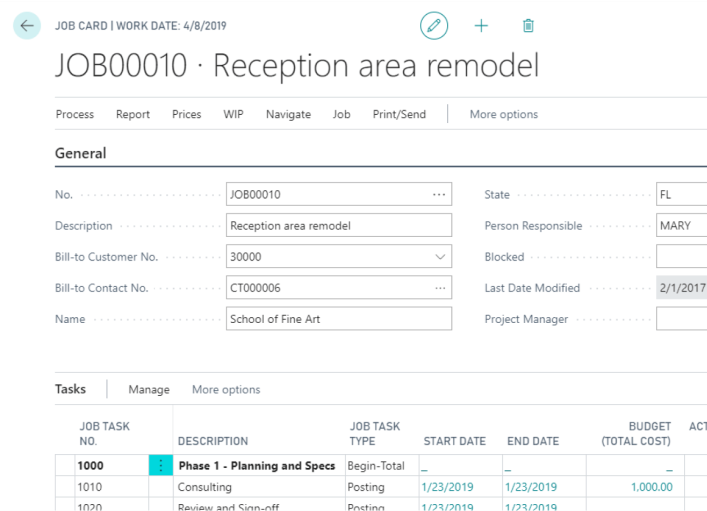 JOB CARD | WORK DATE: 4/8/2019
JOB00010 · Reception area remodel
Process Report Prices WIP Navigate Job Print/Send More options
General
No. JOB00010 ··· State FL
Description Reception area remodel Person Responsible MARY
Bill-to Customer No. 30000 Blocked
Bill-to Contact No. CT000006 ··· Last Date Modified 2/1/2017
Name School of Fine Art Project Manager
Tasks Manage More options
JOB TASK NO. DESCRIPTION JOB TASK TYPE START DATE END DATE BUDGET (TOTAL COST) ACT
1000 Phase 1 - Planning and Specs Begin-Total _ _ _
1010 Consulting Posting 1/23/2019 1/23/2019 1,000.00
1020 Review and Sign-off Posting 1/23/2019 1/23/2019